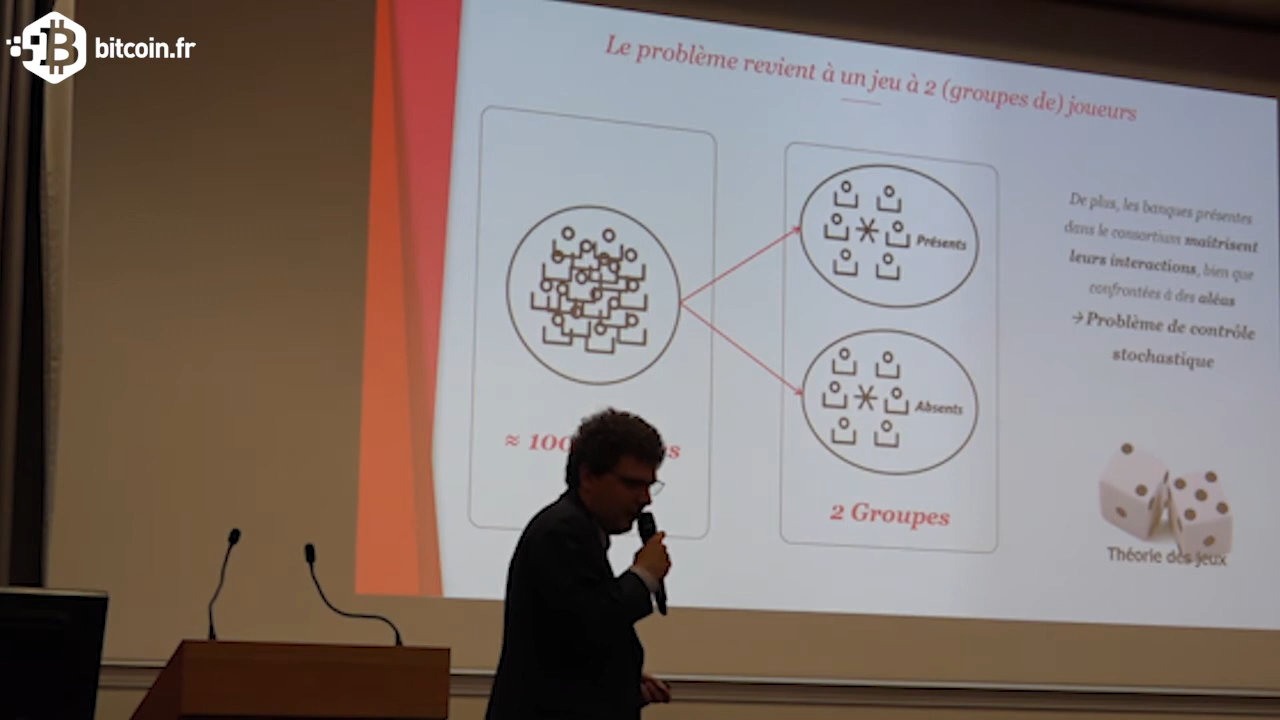 bitcoin.fr
Le problème revient à un jeu à 2 (groupes de) joueurs
≈ 100
s
Présents
Absents
2 Groupes
De plus, les banques présentes
dans le consortium maîtrisent
leurs interactions, bien que
confrontées à des aléas
→ Problème de contrôle
stochastique
Théorie des jeux